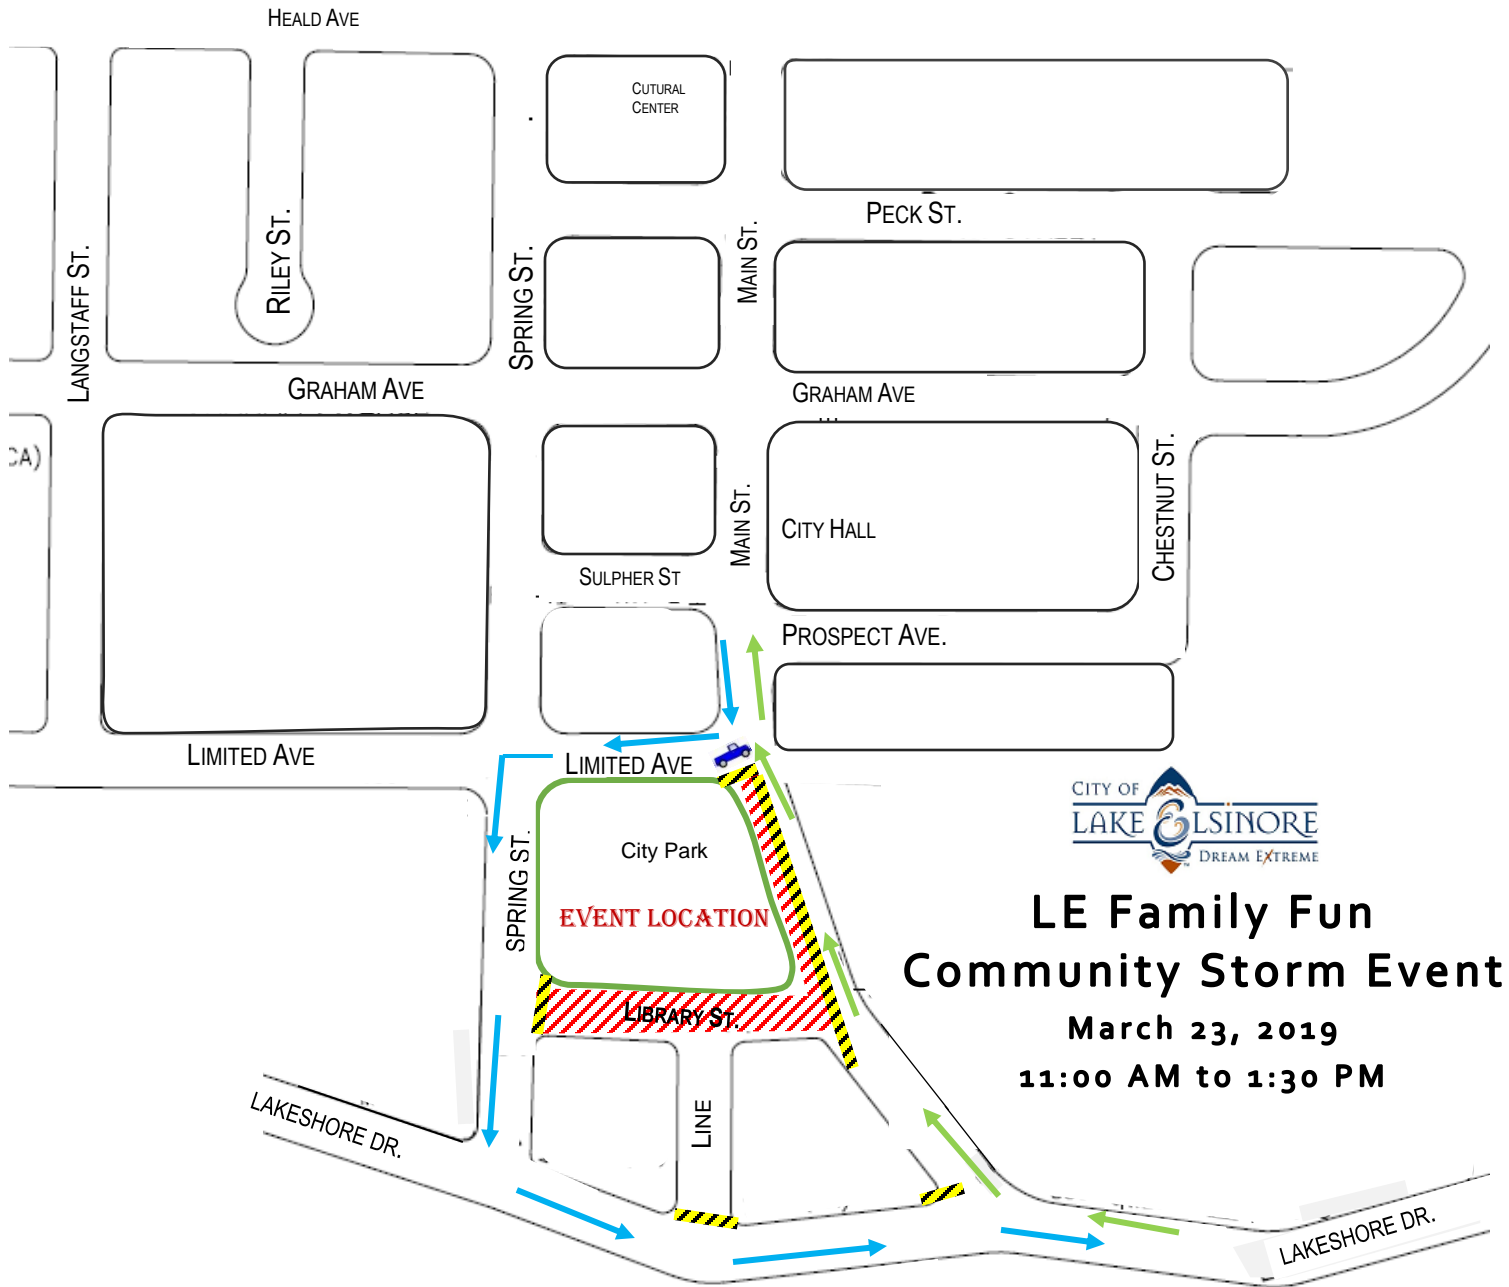 HEALD AVE
CUTURAL
CENTER
PECK ST.
RILEY ST.
LANGSTAFF ST.
SPRING ST.
MAIN ST.
GRAHAM AVE
GRAHAM AVE
CA)
CITY HALL
MAIN ST.
CHESTNUT ST.
SULPHER ST
PROSPECT AVE.
LIMITED AVE
LIMITED AVE
CITY OF
LAKE ELSINORE
DREAM EXTREME
City Park
SPRING ST.
EVENT LOCATION
LE Family Fun
Community Storm Event
March 23, 2019
11:00 AM to 1:30 PM
LIBRARY ST.
LINE
LAKESHORE DR.
LAKESHORE DR.